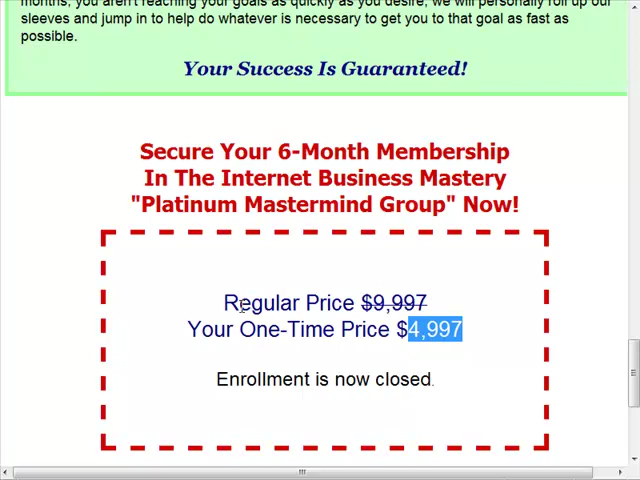 months, you aren't reaching your goals as quickly as you desire, we will personally roll up our
sleeves and jump in to help do whatever is necessary to get you to that goal as fast as
possible.
Your Success Is Guaranteed!
Secure Your 6-Month Membership
In The Internet Business Mastery
"Platinum Mastermind Group" Now!
Regular Price $9,997
Your One-Time Price $4,997
Enrollment is now closed.